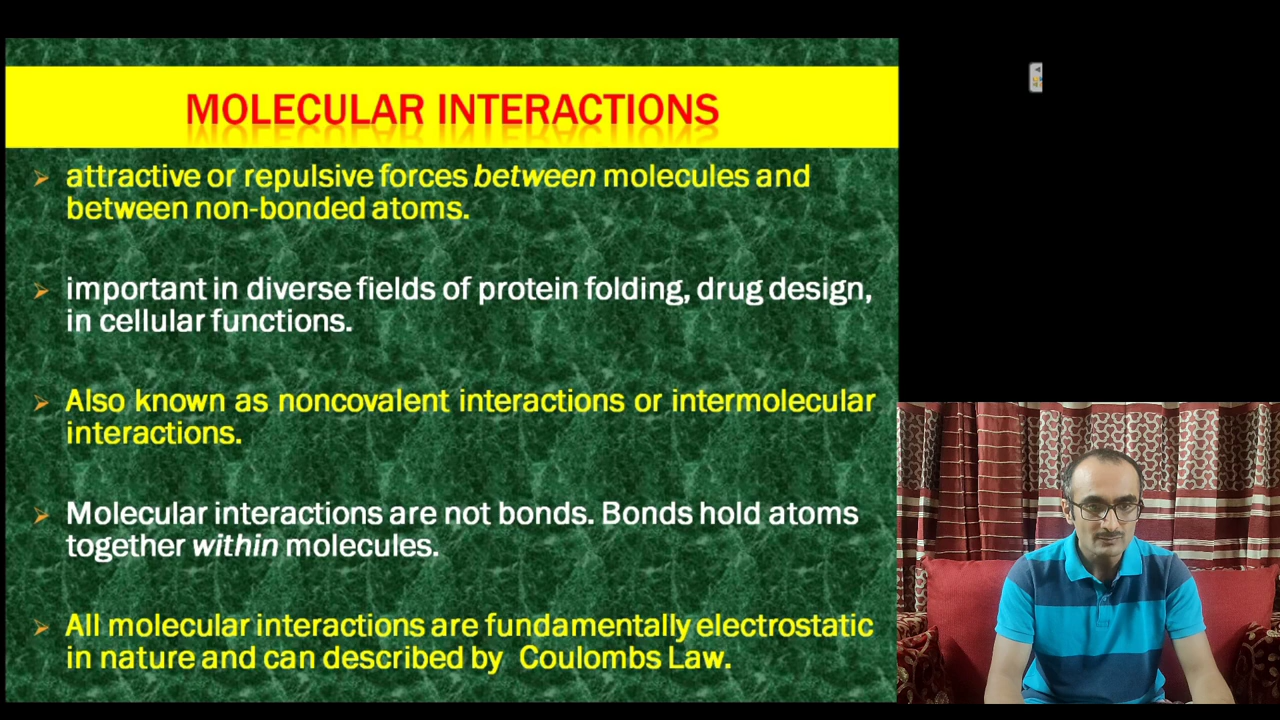 MOLECULAR INTERACTIONS
attractive or repulsive forces between molecules and
between non-bonded atoms.
important in diverse fields of protein folding, drug design,
in cellular functions.
Also known as noncovalent interactions or intermolecular
interactions.
Molecular interactions are not bonds. Bonds hold atoms
together within molecules.
All molecular interactions are fundamentally electrostatic
in nature and can described by Coulombs Law.